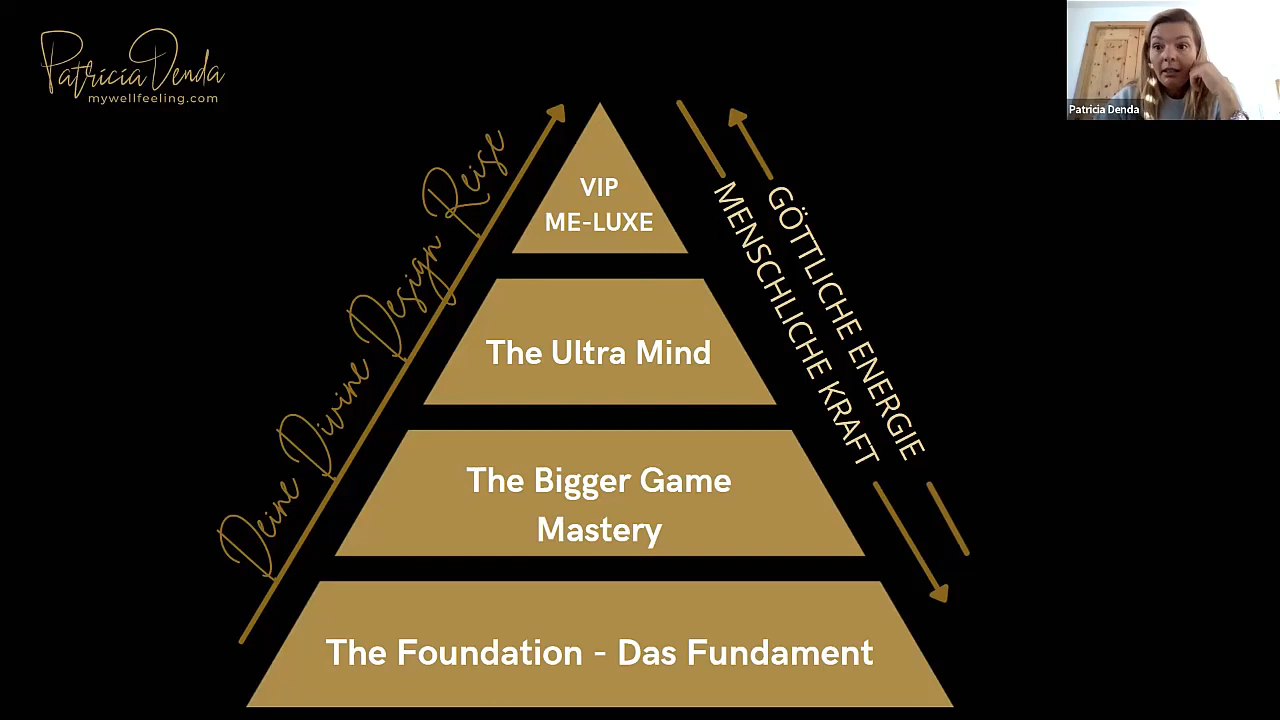 Patricia Denda
mywellfeeling.com
Patricia Denda
Deine Divine Design Reise
VIP
ME-LUXE
The Ultra Mind
The Bigger Game
Mastery
The Foundation - Das Fundament
MENSCHLICHE KRAFT
GÖTTLICHE ENERGIE